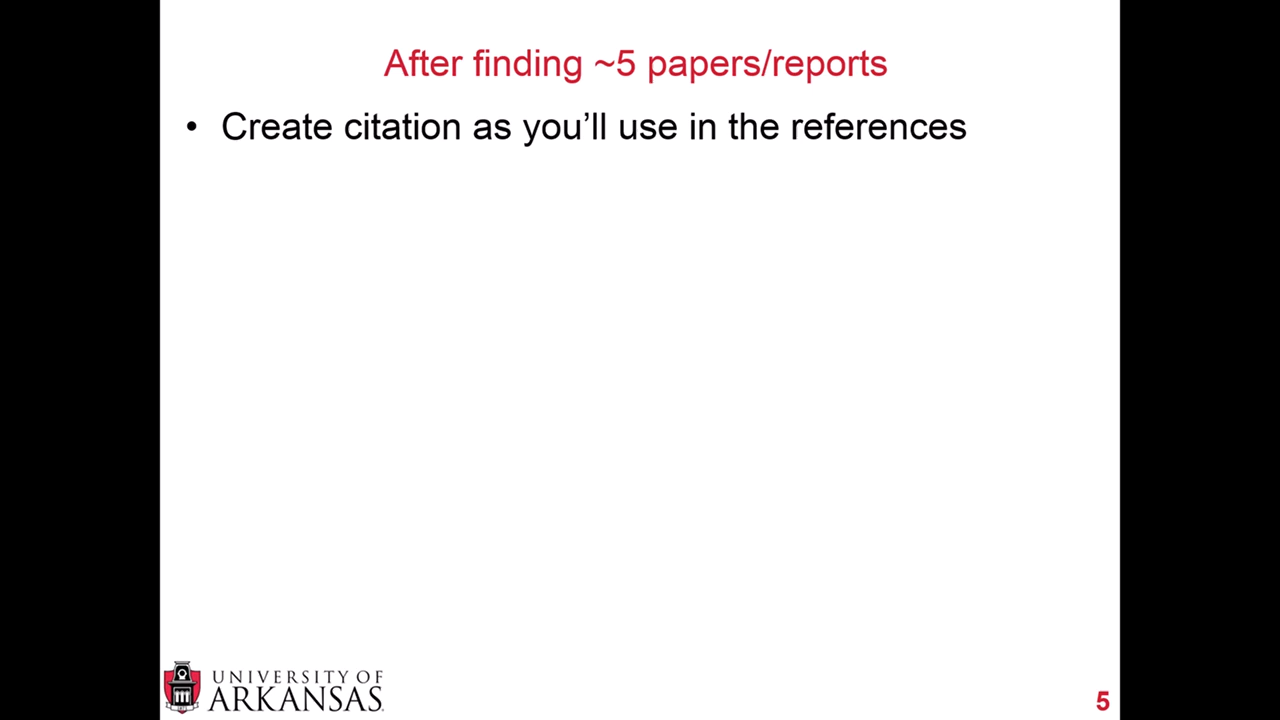 After finding ~5 papers/reports
• Create citation as you’ll use in the references
UNIVERSITY OF
ARKANSAS
5